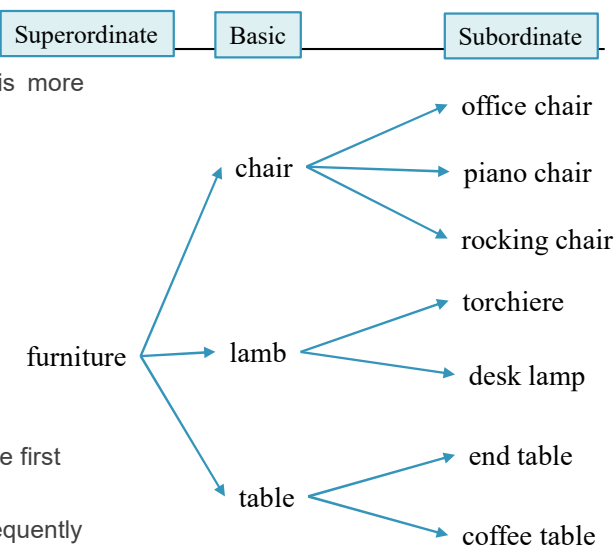 Superordinate Basic Subordinate
is more
office chair
chair piano chair
rocking chair
torchiere
furniture lamb
desk lamp
e first
end table
table
equently
coffee table